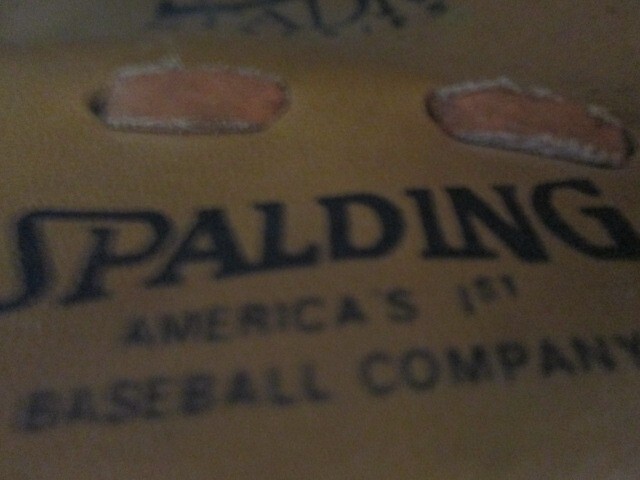 SPALDING
AMERICA'S 1ST
BASEBALL COMPANY